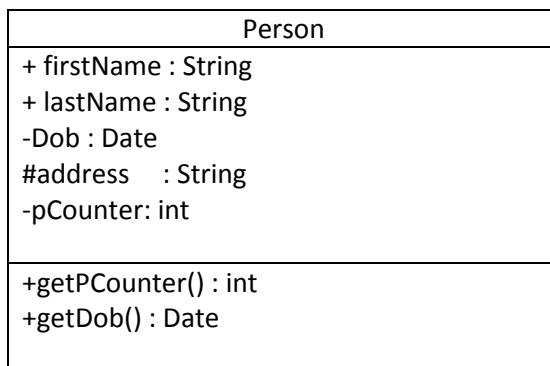 Person
+ firstName : String
+ lastName : String
-Dob : Date
#address : String
-pCounter: int
+getPCounter() : int
+getDob() : Date